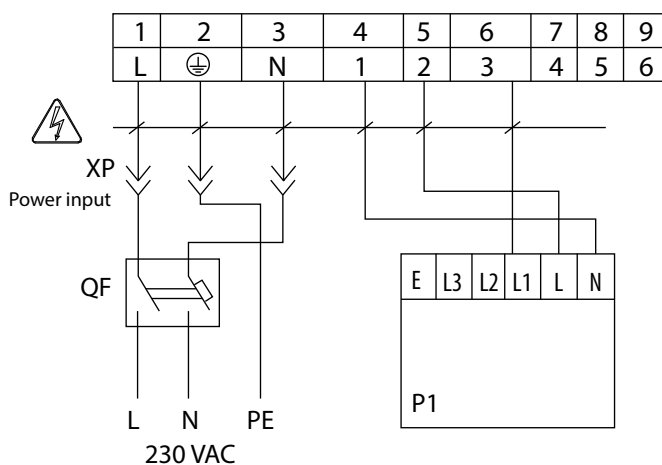 1 2 3 4 5 6 7 8 9
L N 1 2 3 4 5 6
XP
Power input
QF
E L3 L2 L1 L N
P1
L N PE
230 VAC